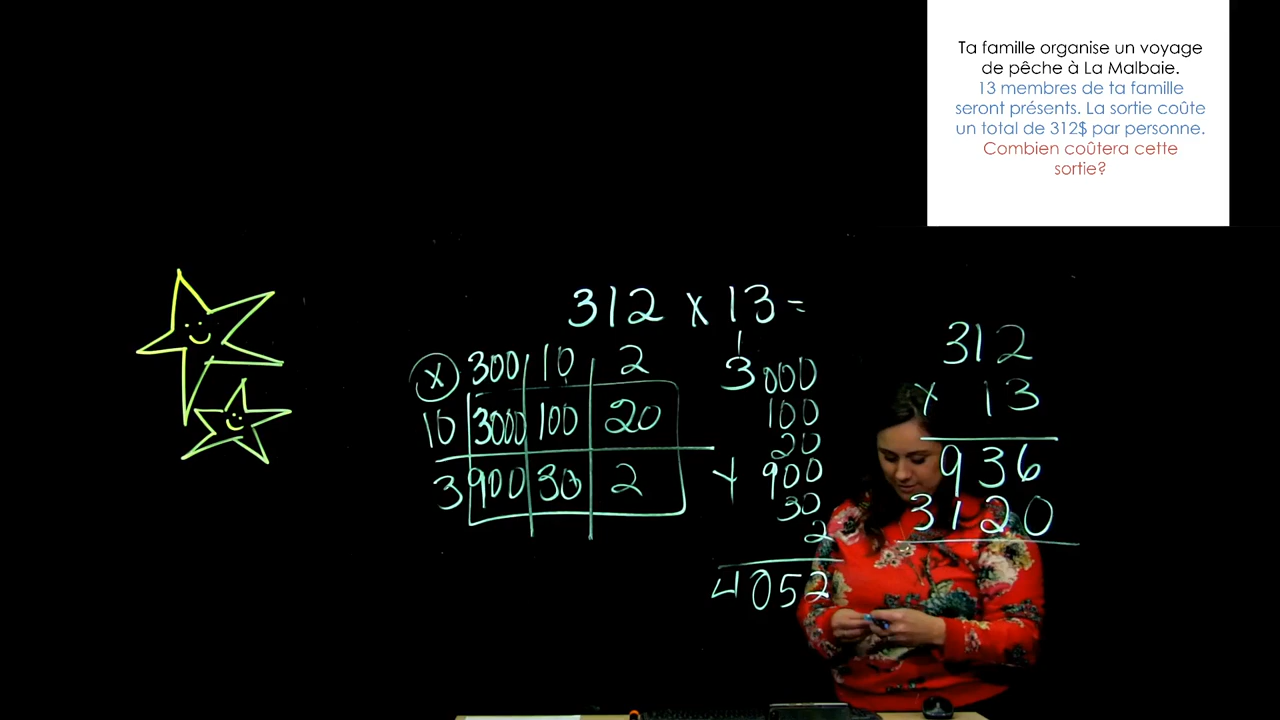 Ta famille organise un voyage
de pêche à La Malbaie.
13 membres de ta famille
seront présents. La sortie coûte
un total de 312$ par personne.
Combien coûtera cette
sortie?
312 x 13 =
x 300 10 2
10 3000 100 20
3 900 30 2
1
3000
100
20
+ 900
30
2
4052
312
x 13
936
3120